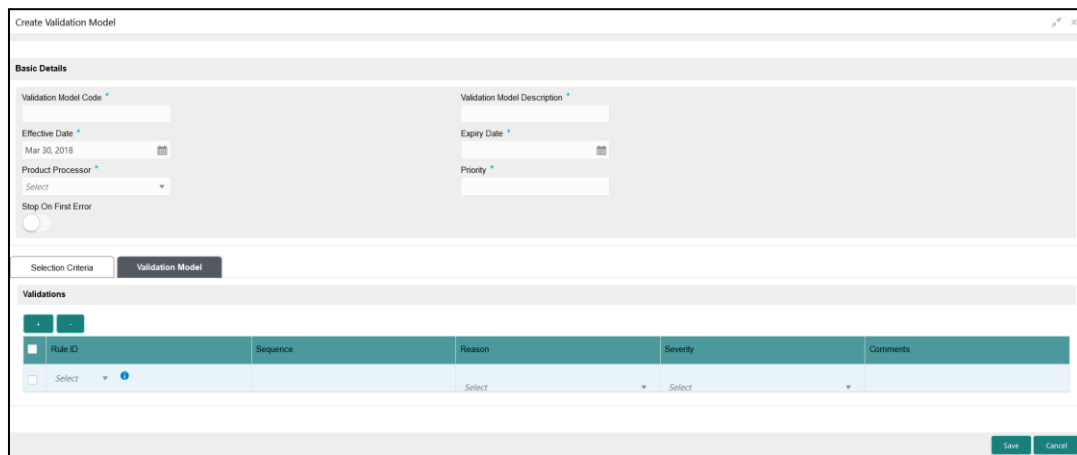 Create Validation Model
Basic Details
Validation Model Code *
Validation Model Description *
Effective Date *
Expiry Date *
Mar 30, 2018
Product Processor *
Priority *
Select
Stop On First Error
Selection Criteria Validation Model
Validations
+ -
Rule ID Sequence Reason Severity Comments
Select Select Select
Save Cancel